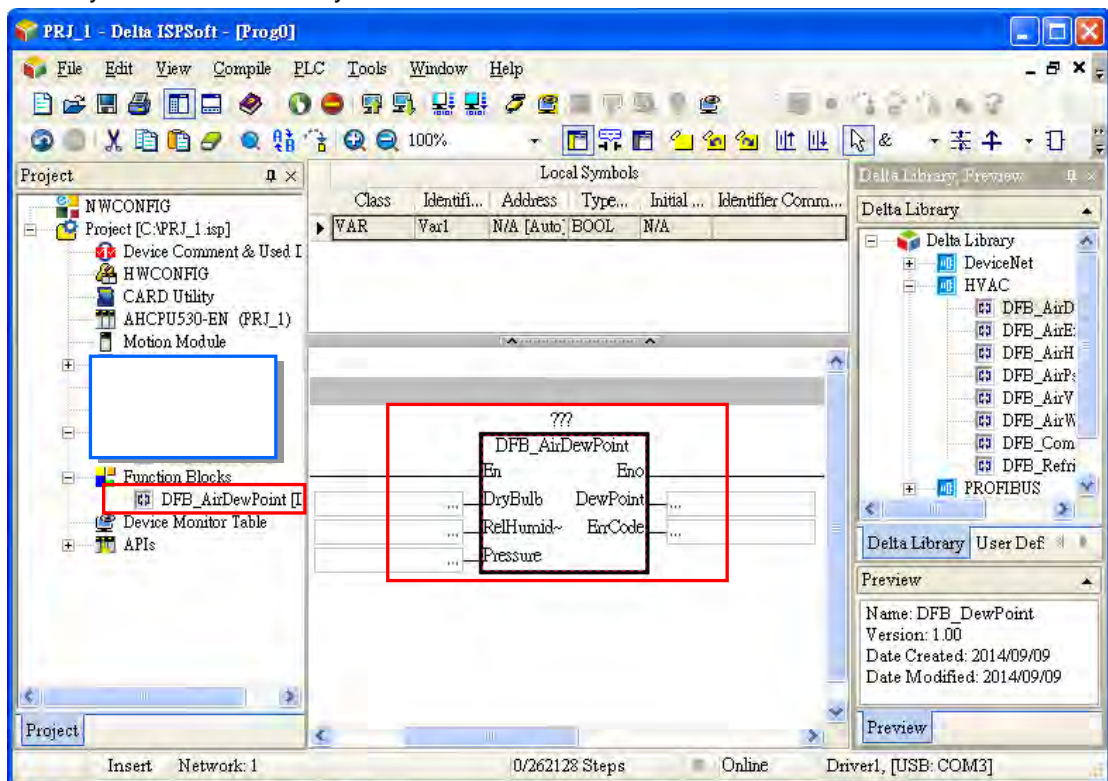 PRJ_1 - Delta ISPSoft - [Prog0]
File Edit View Compile PLC Tools Window Help
100%
&
Project
NWCONFIG
Project [C:\PRJ_1.isp]
Device Comment & Used I
HWCONFIG
CARD Utility
AHCPU530-EN (PRJ_1)
Motion Module
Function Blocks
DFB_AirDewPoint [I
Device Monitor Table
APIs
Project
Local Symbols
Class Identifi... Address Type... Initial ... Identifier Comm...
VAR Var1 N/A [Auto] BOOL N/A
???
DFB_AirDewPoint
En Eno
... DryBulb DewPoint ...
... RelHumid~ ErrCode ...
... Pressure
Delta Library, Preview
Delta Library
Delta Library
DeviceNet
HVAC
DFB_AirD
DFB_AirE
DFB_AirH
DFB_AirPs
DFB_AirV
DFB_AirW
DFB_Com
DFB_Refri
PROFIBUS
Delta Library User Def.
Preview
Name: DFB_DewPoint
Version: 1.00
Date Created: 2014/09/09
Date Modified: 2014/09/09
Preview
Insert Network: 1 0/262128 Steps Online Driver1, [USB: COM3]